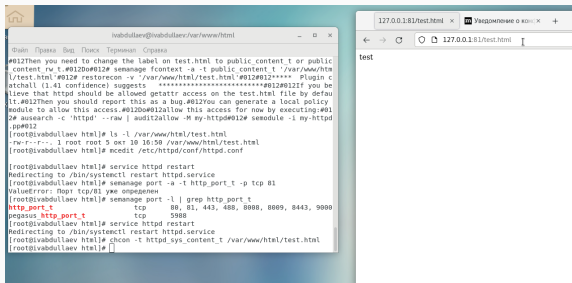 ivabdullaev@ivabdullaev:/var/www/html
Файл Правка Вид Поиск Терминал Справка
#012Then you need to change the label on test.html to public_content_t or public
_content_rw_t.#012Do#012# semanage fcontext -a -t public_content_t '/var/www/htm
l/test.html'#012# restorecon -v '/var/www/html/test.html'#012#012***** Plugin c
atchall (1.41 confidence) suggests **************************#012#012If you be
lieve that httpd should be allowed getattr access on the test.html file by defau
lt.#012Then you should report this as a bug.#012You can generate a local policy
module to allow this access.#012Do#012allow this access for now by executing:#01
2# ausearch -c 'httpd' --raw | audit2allow -M my-httpd#012# semodule -i my-httpd
.pp#012
[root@ivabdullaev html]# ls -l /var/www/html/test.html
-rw-r--r--. 1 root root 5 окт 10 16:50 /var/www/html/test.html
[root@ivabdullaev html]# mcedit /etc/httpd/conf/httpd.conf
[root@ivabdullaev html]# service httpd restart
Redirecting to /bin/systemctl restart httpd.service
[root@ivabdullaev html]# semanage port -a -t http_port_t -p tcp 81
ValueError: Порт tcp/81 уже определен
[root@ivabdullaev html]# semanage port -l | grep http_port_t
http_port_t tcp 80, 81, 443, 488, 8008, 8009, 8443, 9000
pegasus_http_port_t tcp 5988
[root@ivabdullaev html]# service httpd restart
Redirecting to /bin/systemctl restart httpd.service
[root@ivabdullaev html]# chcon -t httpd_sys_content_t /var/www/html/test.html
[root@ivabdullaev html]#
127.0.0.1:81/test.html × Уведомление о кон × +
127.0.0.1:81/test.html
test